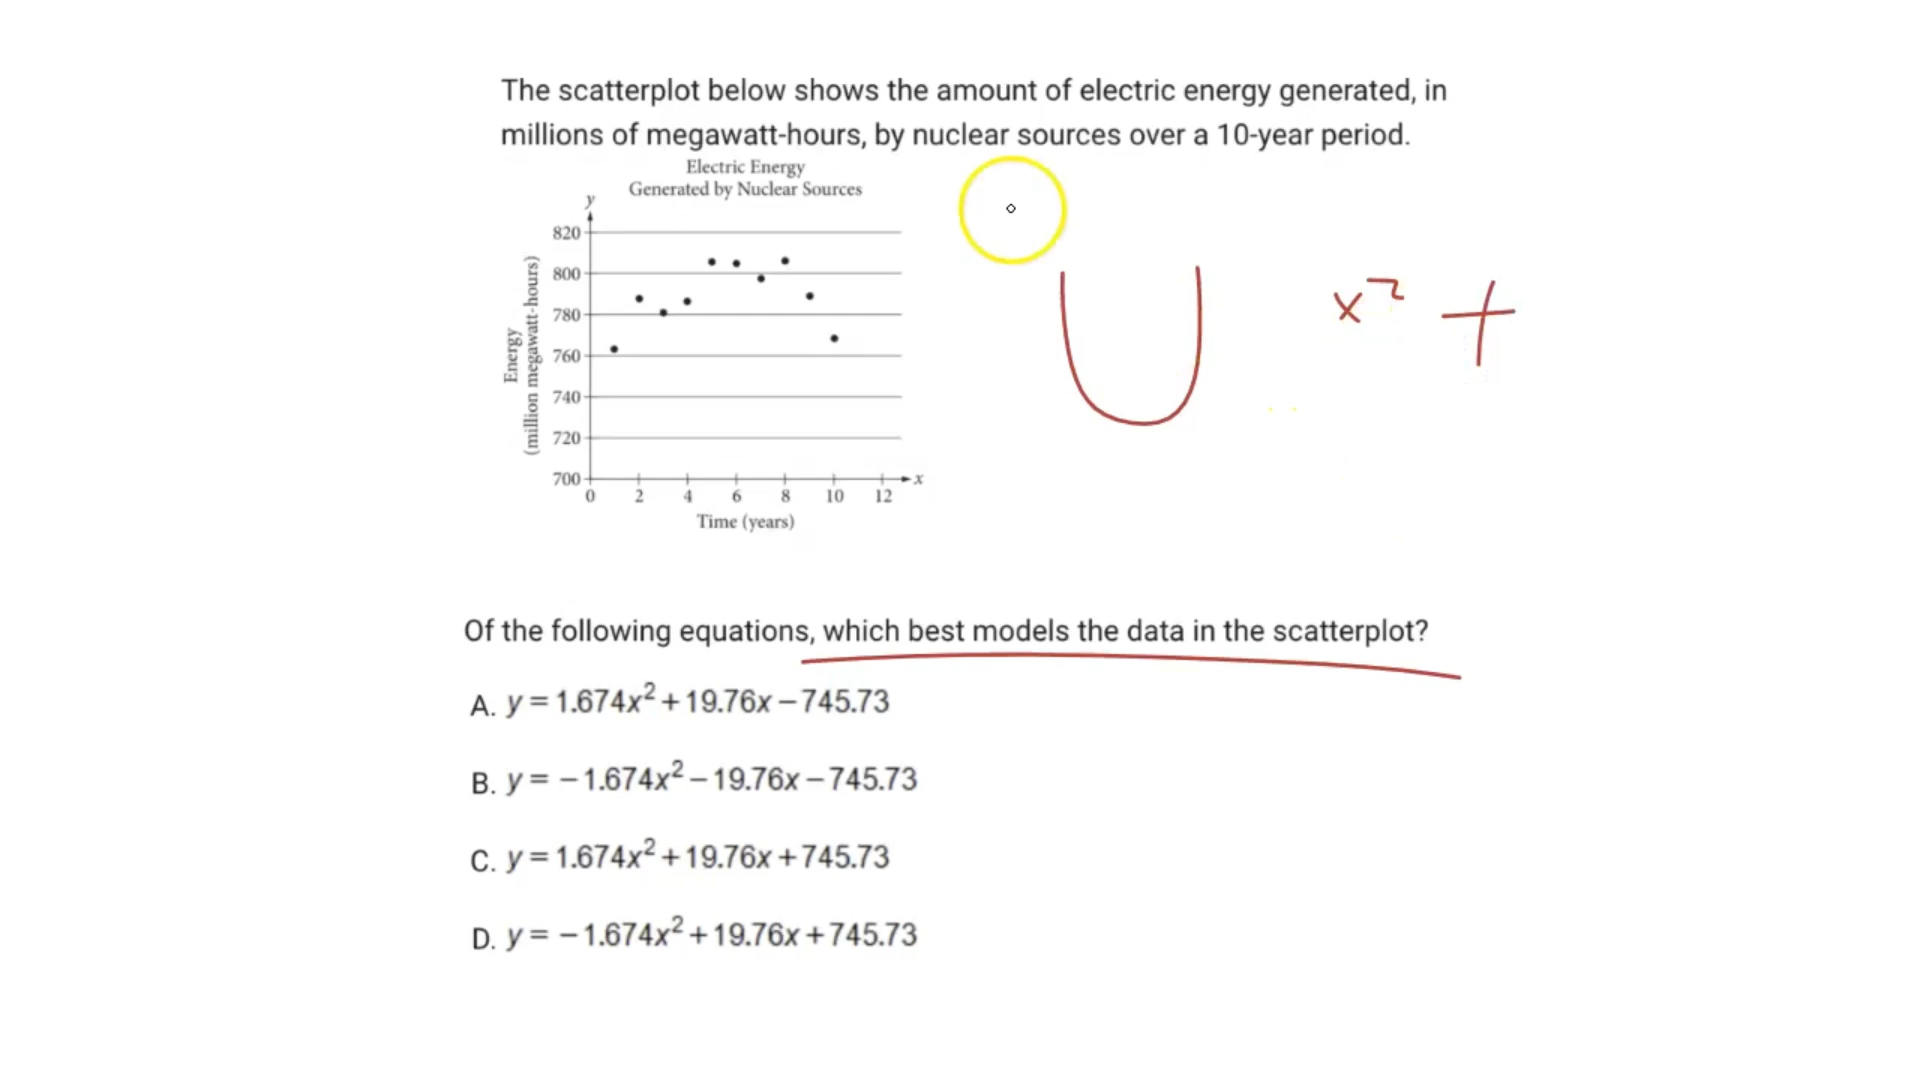 The scatterplot below shows the amount of electric energy generated, in
millions of megawatt-hours, by nuclear sources over a 10-year period.
Electric Energy
Generated by Nuclear Sources
y
820
800
780
760
740
720
700
Energy
(million megawatt-hours)
0 2 4 6 8 10 12
x
Time (years)
x² +
Of the following equations, which best models the data in the scatterplot?
A. y = 1.674x² + 19.76x − 745.73
B. y = − 1.674x² − 19.76x − 745.73
C. y = 1.674x² + 19.76x + 745.73
D. y = − 1.674x² + 19.76x + 745.73